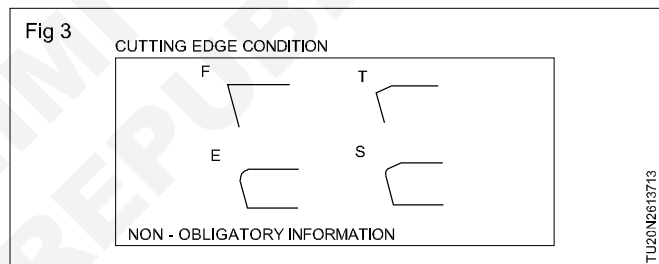 Fig 3
CUTTING EDGE CONDITION
F
T
E
S
NON - OBLIGATORY INFORMATION
TU20N2613713